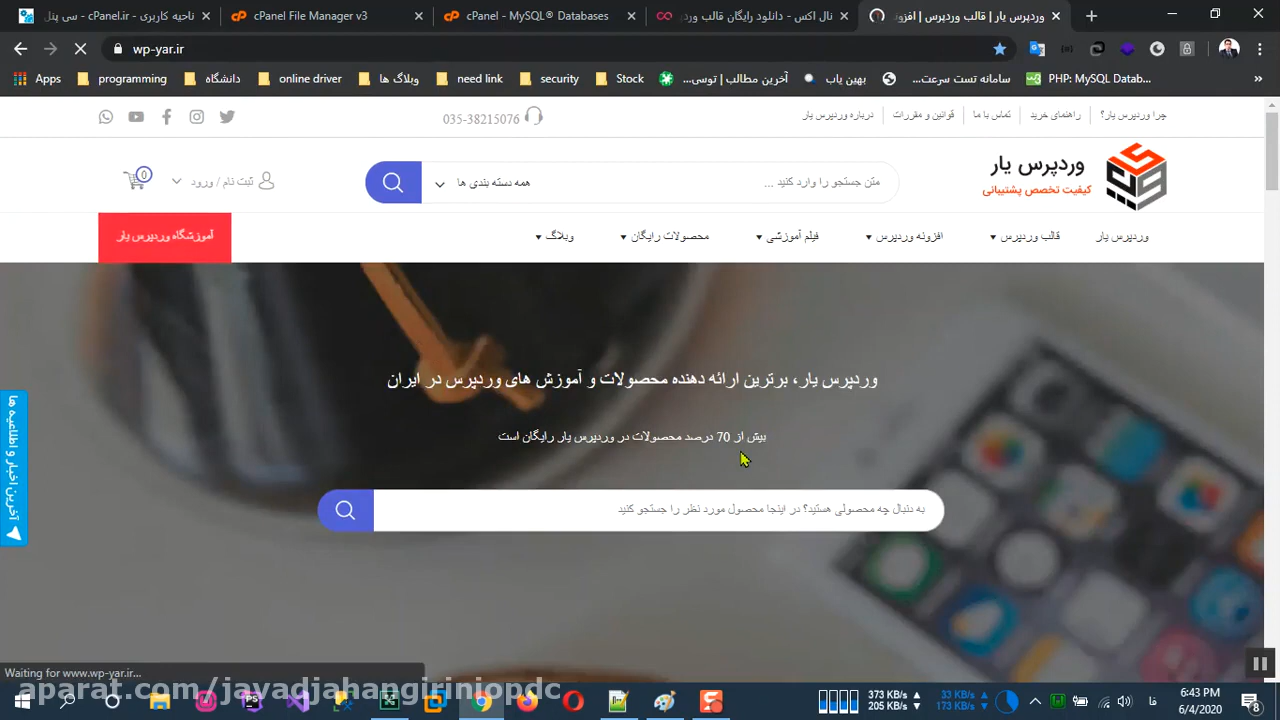 ناحیه کاربری - cPanel.ir - سی پنل
cPanel File Manager v3
cPanel - MySQL® Databases
نال اکس - دانلود رایگان قالب وردپ
وردپرس یار | قالب وردپرس | افزو
wp-yar.ir
Apps
programming
دانشگاه
online driver
وبلاگ ها
need link
security
Stock
آخرین مطالب | توسی...
بهین یاب
سامانه تست سرعت...
PHP: MySQL Datab...
چرا وردپرس یار؟
راهنمای خرید
تماس با ما
قوانین و مقررات
درباره وردپرس یار
035-38215076
وردپرس یار
کیفیت تخصص پشتیبانی
متن جستجو را وارد کنید ...
همه دسته بندی ها
ثبت نام / ورود
0
وردپرس یار
قالب وردپرس
افزونه وردپرس
فیلم آموزشی
محصولات رایگان
وبلاگ
آموزشگاه وردپرس یار
وردپرس یار، برترین ارائه دهنده محصولات و آموزش های وردپرس در ایران
بیش از 70 درصد محصولات در وردپرس یار رایگان است
به دنبال چه محصولی هستید؟ در اینجا محصول مورد نظر را جستجو کنید
آخرین اخبار و اطلاعیه ها
Waiting for www.wp-yar.ir...
aparat.com/javadjahangiriniopdc
373 KB/s
205 KB/s
33 KB/s
173 KB/s
فا
6:43 PM
6/4/2020
8